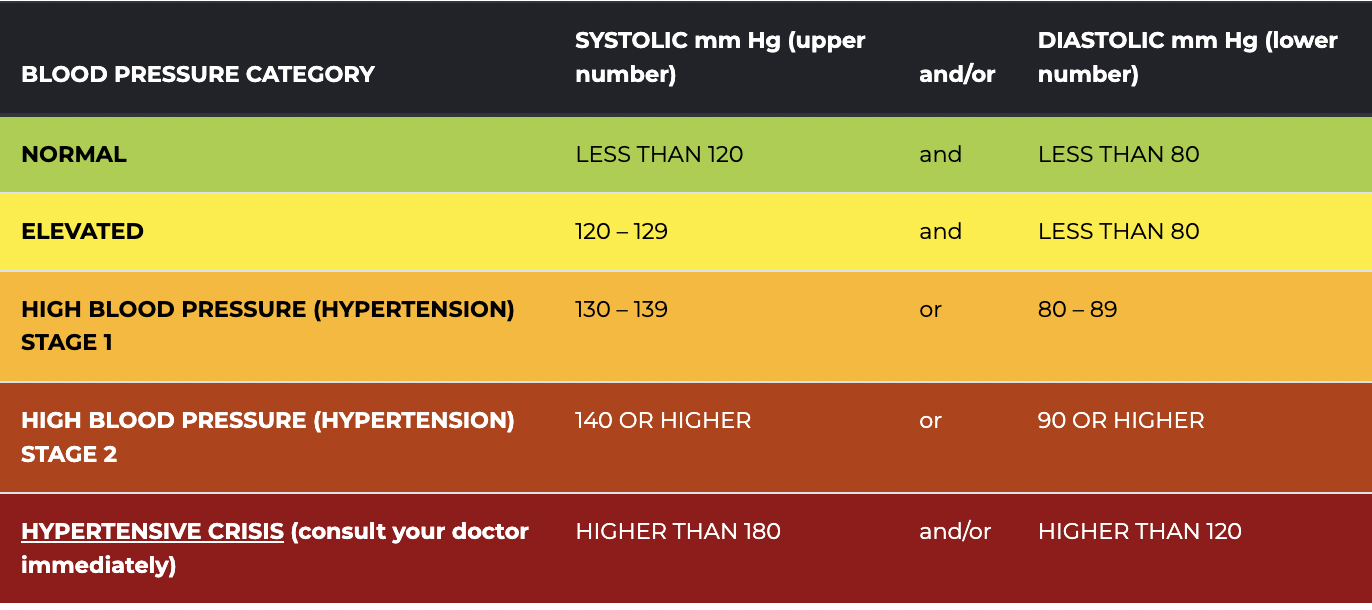 BLOOD PRESSURE CATEGORY SYSTOLIC mm Hg (upper number) and/or DIASTOLIC mm Hg (lower number)
NORMAL LESS THAN 120 and LESS THAN 80
ELEVATED 120 – 129 and LESS THAN 80
HIGH BLOOD PRESSURE (HYPERTENSION) STAGE 1 130 – 139 or 80 – 89
HIGH BLOOD PRESSURE (HYPERTENSION) STAGE 2 140 OR HIGHER or 90 OR HIGHER
HYPERTENSIVE CRISIS (consult your doctor immediately) HIGHER THAN 180 and/or HIGHER THAN 120